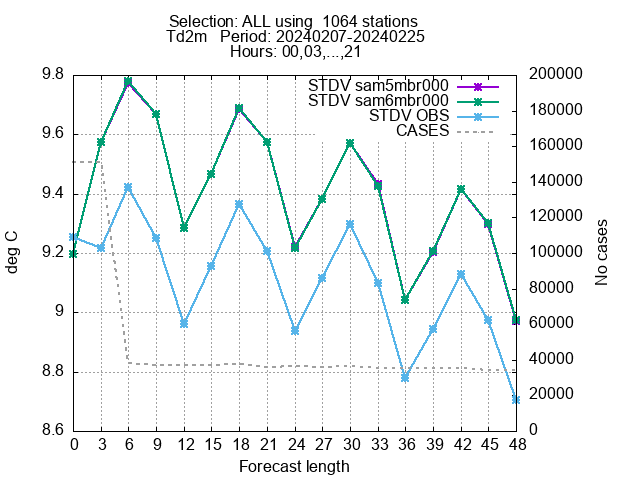 Selection: ALL using  1064 stations
Td2m   Period: 20240207-20240225
Hours: 00,03,...,21
STDV sam5mbr000
STDV sam6mbr000
STDV OBS
CASES
deg C
9.8
9.6
9.4
9.2
9
8.8
8.6
200000
180000
160000
140000
120000
100000
80000
60000
40000
20000
0
No cases
0 3 6 9 12 15 18 21 24 27 30 33 36 39 42 45 48
Forecast length